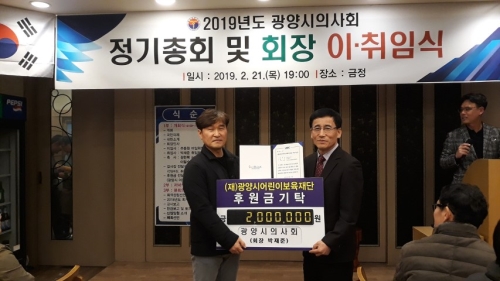 2019년도 광양시의사회
정기총회 및 회장 이·취임식
일시 : 2019. 2. 21.(목) 19:00 장소 : 금정
PEPSI
식순
(재)광양시어린이보육재단
후원금기탁
2,000,000원
광양시의사회
(회장 박제준)